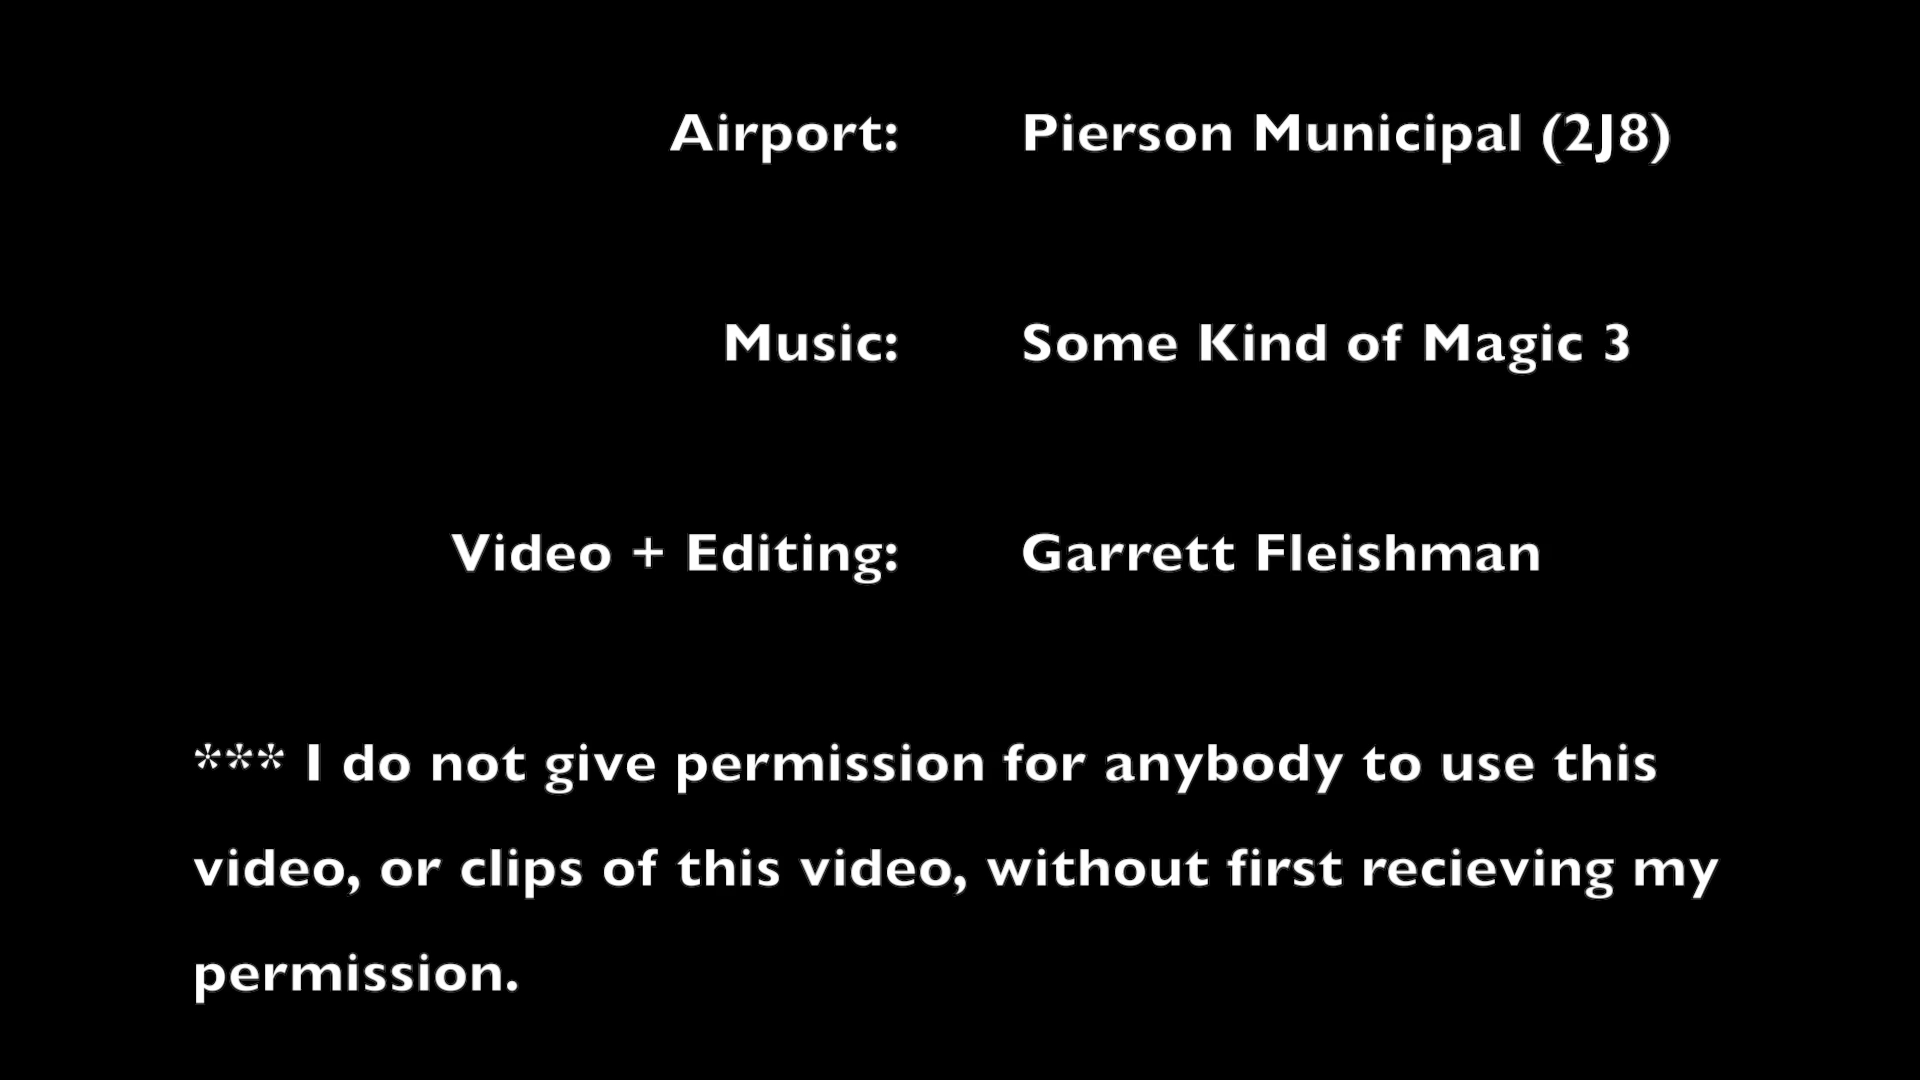 Airport: Pierson Municipal (2J8)
Music: Some Kind of Magic 3
Video + Editing: Garrett Fleishman
*** I do not give permission for anybody to use this
video, or clips of this video, without first recieving my
permission.